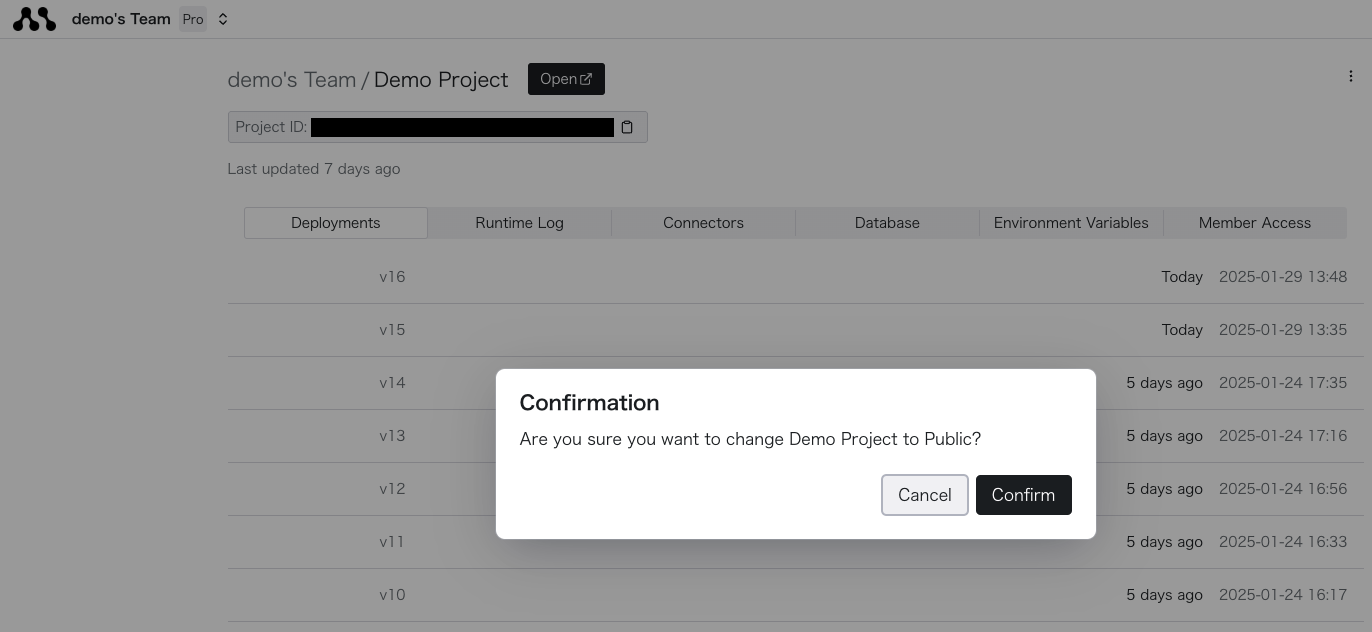 demo's Team Pro
demo's Team / Demo Project Open
Project ID:
Last updated 7 days ago
Deployments Runtime Log Connectors Database Environment Variables Member Access
v16 Today 2025-01-29 13:48
v15 Today 2025-01-29 13:35
v14 5 days ago 2025-01-24 17:35
Confirmation
Are you sure you want to change Demo Project to Public?
Cancel Confirm
v13 5 days ago 2025-01-24 17:16
v12 5 days ago 2025-01-24 16:56
v11 5 days ago 2025-01-24 16:33
v10 5 days ago 2025-01-24 16:17